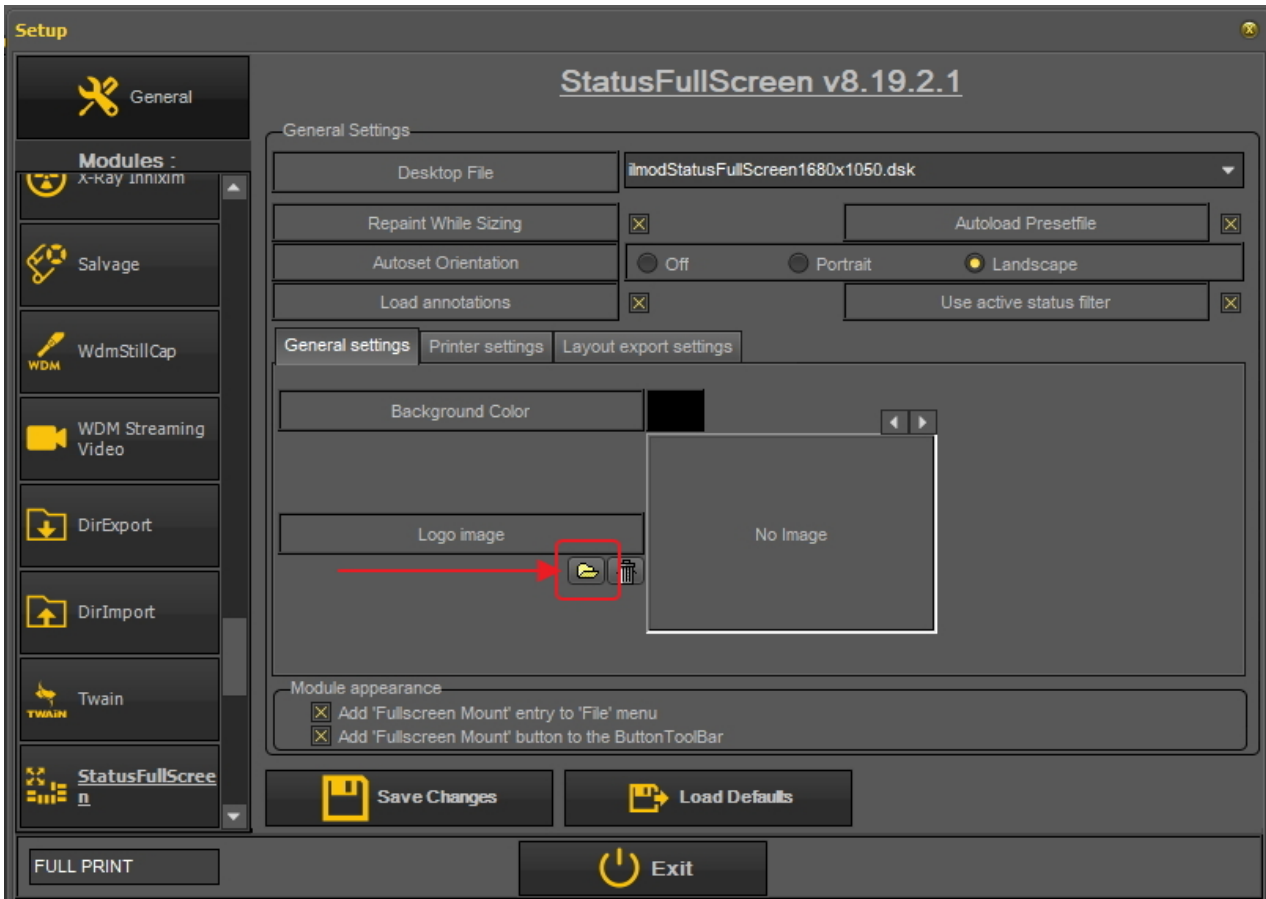 Setup
General
Modules :
X-Ray Innixim
Salvage
WDM
WdmStillCap
WDM Streaming
Video
DirExport
DirImport
TWAIN
Twain
StatusFullScree
n
FULL PRINT
StatusFullScreen v8.19.2.1
General Settings
Desktop File
ilmodStatusFullScreen1680x1050.dsk
Repaint While Sizing
Autoload Presetfile
Autoset Orientation
Off
Portrait
Landscape
Load annotations
Use active status filter
General settings
Printer settings
Layout export settings
Background Color
Logo image
No Image
Module appearance
Add 'Fullscreen Mount' entry to 'File' menu
Add 'Fullscreen Mount' button to the ButtonToolBar
Save Changes
Load Defaults
Exit